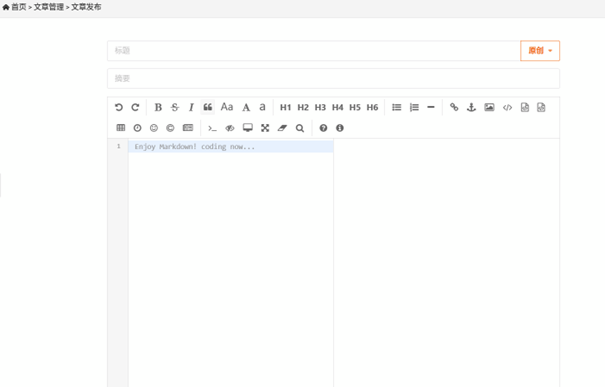 首页 > 文章管理 > 文章发布
标题
原创
摘要
B S I Aa A a H1 H2 H3 H4 H5 H6
1 Enjoy Markdown! coding now...